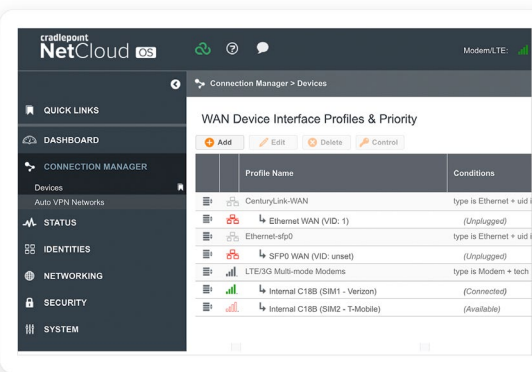 cradlepoint
NetCloud OS
Modem/LTE:
Connection Manager > Devices
QUICK LINKS
DASHBOARD
CONNECTION MANAGER
Devices
Auto VPN Networks
STATUS
IDENTITIES
NETWORKING
SECURITY
SYSTEM
WAN Device Interface Profiles & Priority
Add Edit Delete Control
Profile Name Conditions
CenturyLink-WAN type is Ethernet + uid i
Ethernet WAN (VID: 1) (Unplugged)
Ethernet-sfp0 type is Ethernet + uid i
SFP0 WAN (VID: unset) (Unplugged)
LTE/3G Multi-mode Modems type is Modem + tech
Internal C18B (SIM1 - Verizon) (Connected)
Internal C18B (SIM2 - T-Mobile) (Available)